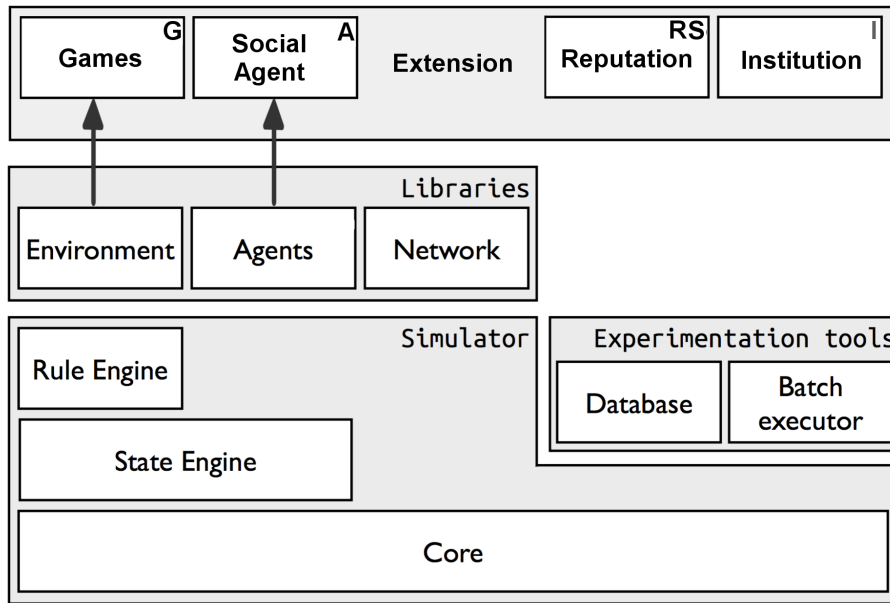 G
Games
A
Social
Agent
Extension
RS
Reputation
I
Institution
Libraries
Environment
Agents
Network
Simulator
Rule Engine
State Engine
Core
Experimentation tools
Database
Batch
executor